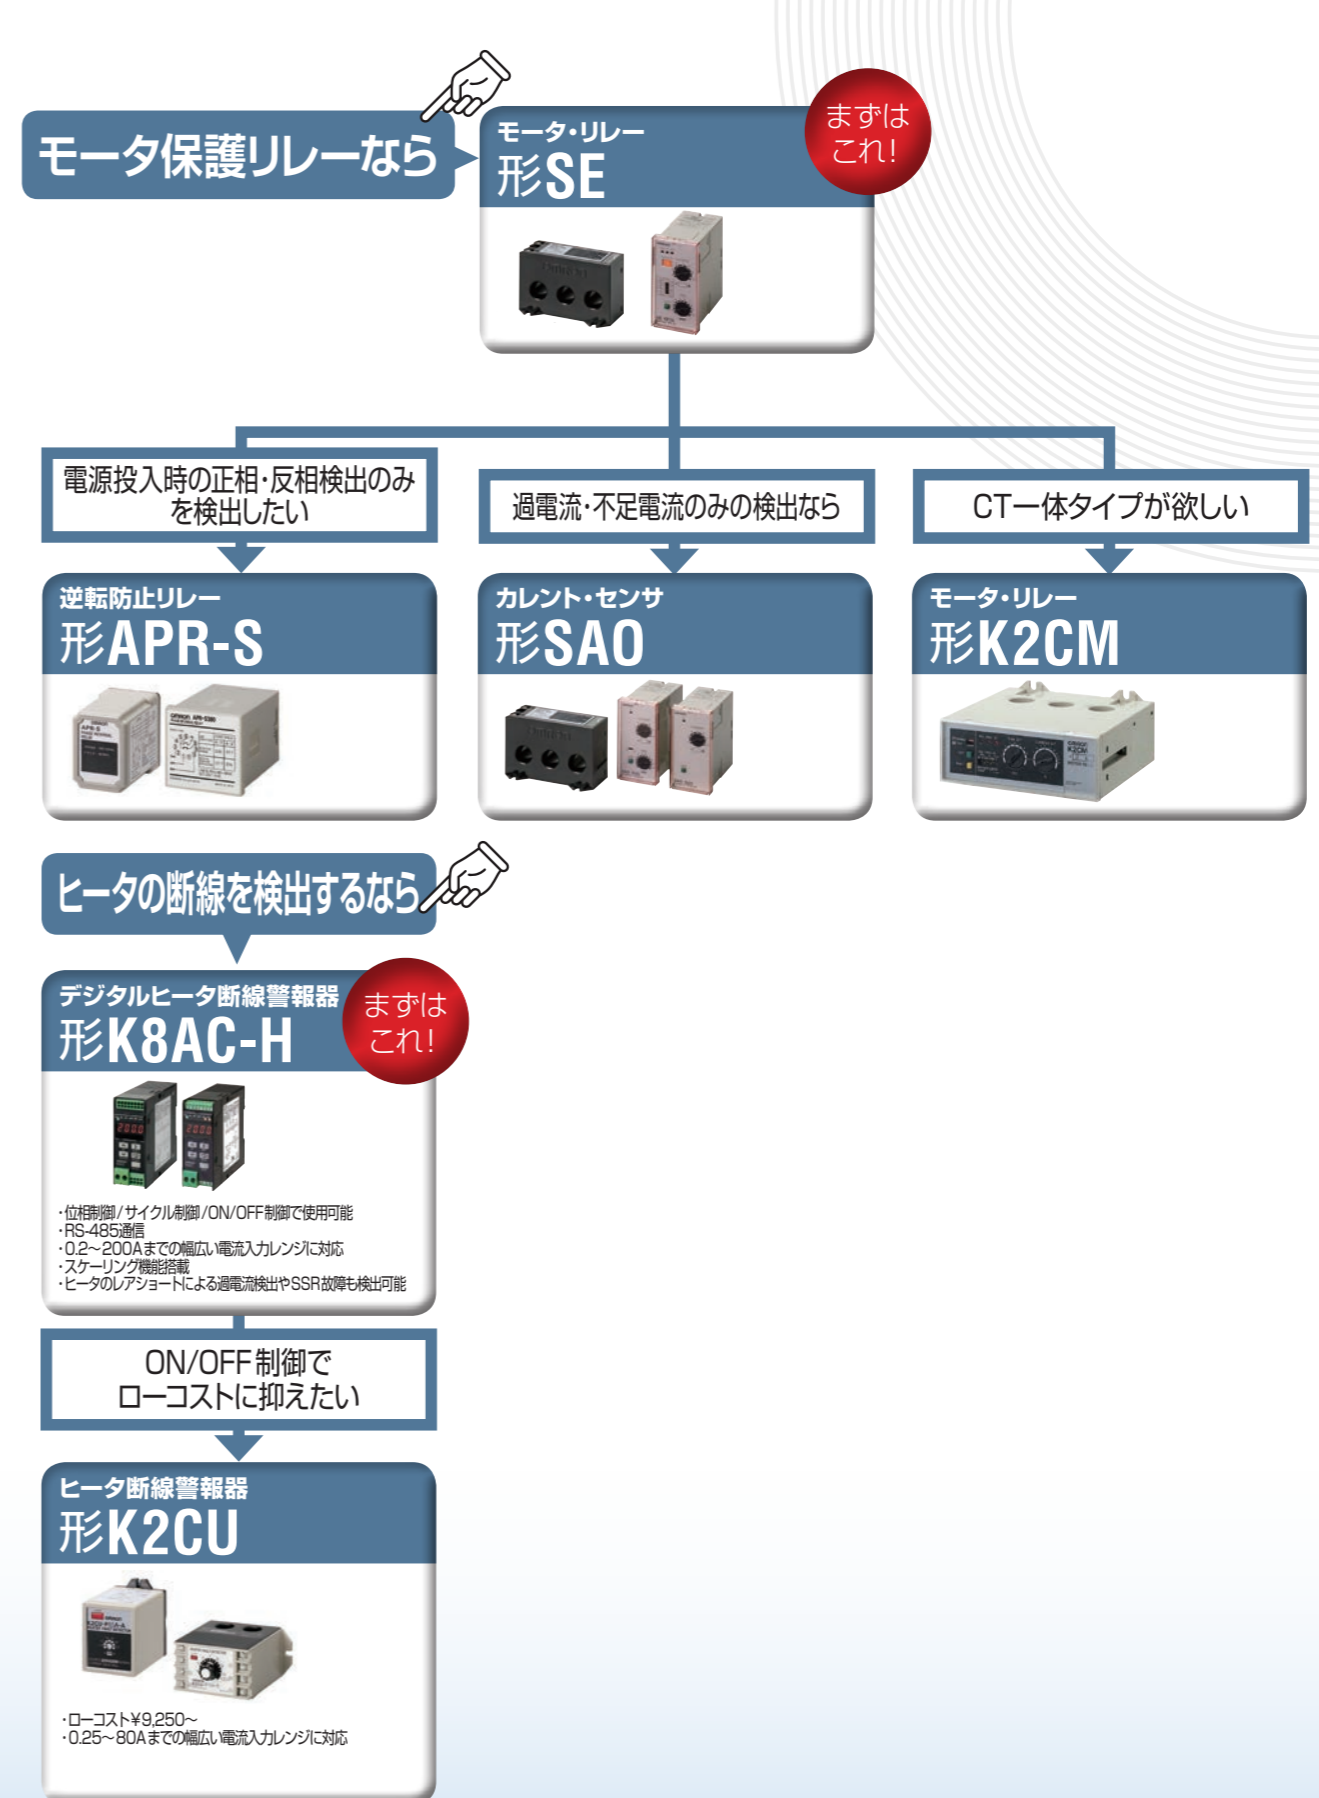 モータ保護リレーなら
モータ・リレー
形SE
まずは
これ!
電源投入時の正相・反相検出のみ
を検出したい
過電流・不足電流のみの検出なら
CT一体タイプが欲しい
逆転防止リレー
形APR-S
カレント・センサ
形SAO
モータ・リレー
形K2CM
OMRON
APR-S
OMRON APR-S380
OMRON
K2CM
ヒータの断線を検出するなら
デジタルヒータ断線警報器
形K8AC-H
まずは
これ!
・位相制御/サイクル制御/ON/OFF制御で使用可能
・RS-485通信
・0.2〜200Aまでの幅広い電流入力レンジに対応
・スケーリング機能搭載
・ヒータのレアショートによる過電流検出やSSR故障も検出可能
ON/OFF制御で
ローコストに抑えたい
ヒータ断線警報器
形K2CU
・ローコスト¥9,250〜
・0.25〜80Aまでの幅広い電流入力レンジに対応